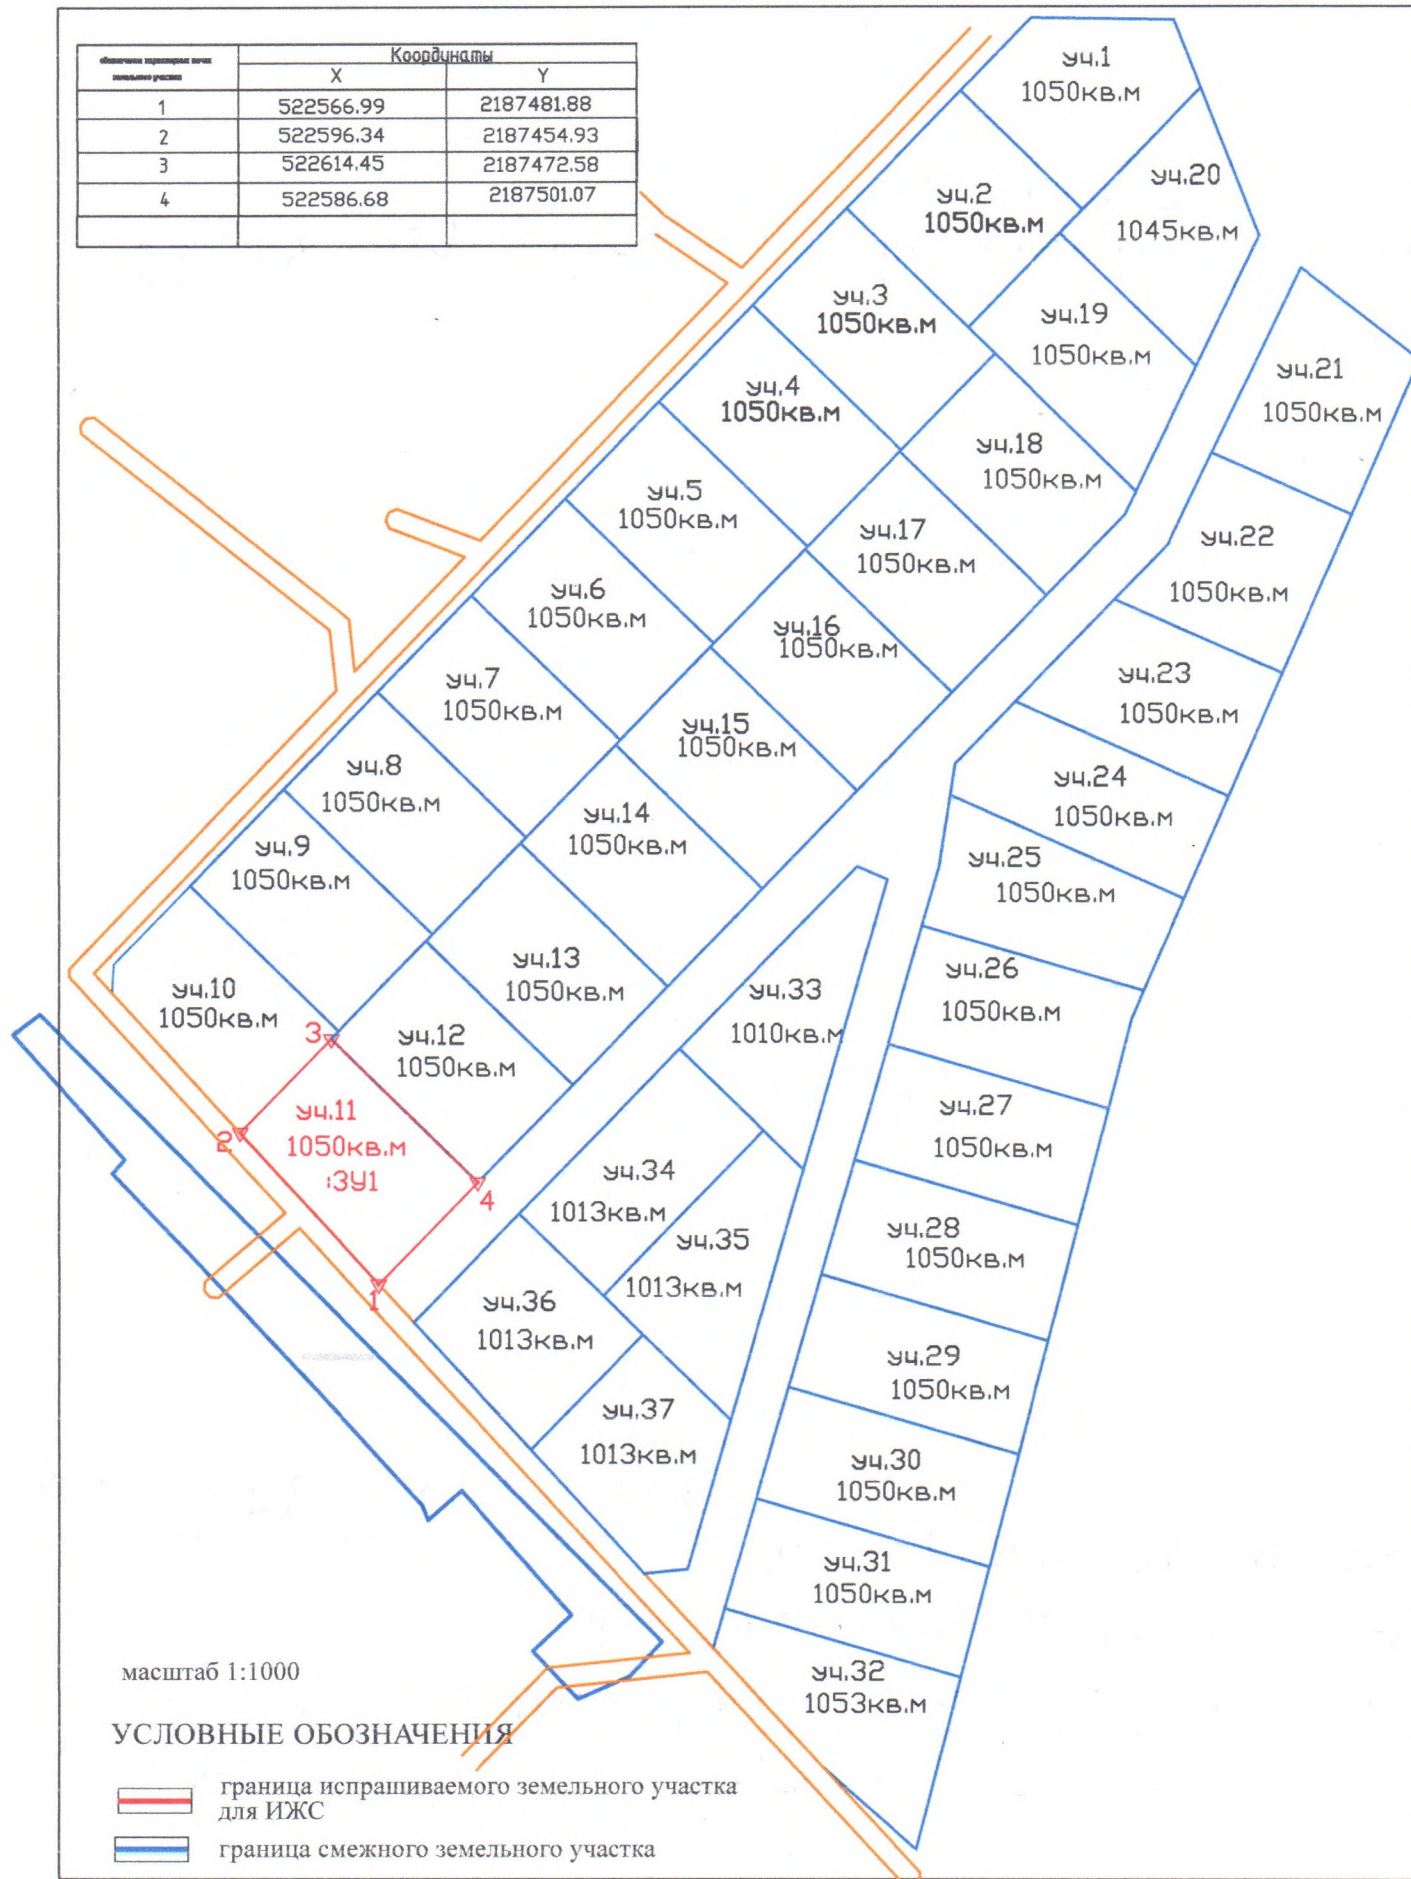 Координаты
X Y
1 522566.99 2187481.88
2 522596.34 2187454.93
3 522614.45 2187472.58
4 522586.68 2187501.07
уч.1
1050кв.м
уч.20
1045кв.м
уч.2
1050кв.м
уч.3
1050кв.м
уч.19
1050кв.м
уч.21
1050кв.м
уч.4
1050кв.м
уч.18
1050кв.м
уч.5
1050кв.м
уч.17
1050кв.м
уч.22
1050кв.м
уч.6
1050кв.м
уч.16
1050кв.м
уч.23
1050кв.м
уч.7
1050кв.м
уч.15
1050кв.м
уч.8
1050кв.м
уч.24
1050кв.м
уч.14
1050кв.м
уч.9
1050кв.м
уч.25
1050кв.м
уч.13
1050кв.м
уч.26
1050кв.м
уч.10
1050кв.м
уч.33
1010кв.м
3
уч.12
1050кв.м
уч.11
1050кв.м
:ЗУ1
2
4
1
уч.27
1050кв.м
уч.34
1013кв.м
уч.35
1013кв.м
уч.28
1050кв.м
уч.36
1013кв.м
уч.29
1050кв.м
уч.37
1013кв.м
уч.30
1050кв.м
уч.31
1050кв.м
уч.32
1053кв.м
масштаб 1:1000
УСЛОВНЫЕ ОБОЗНАЧЕНИЯ
граница испрашиваемого земельного участка
для ИЖС
граница смежного земельного участка